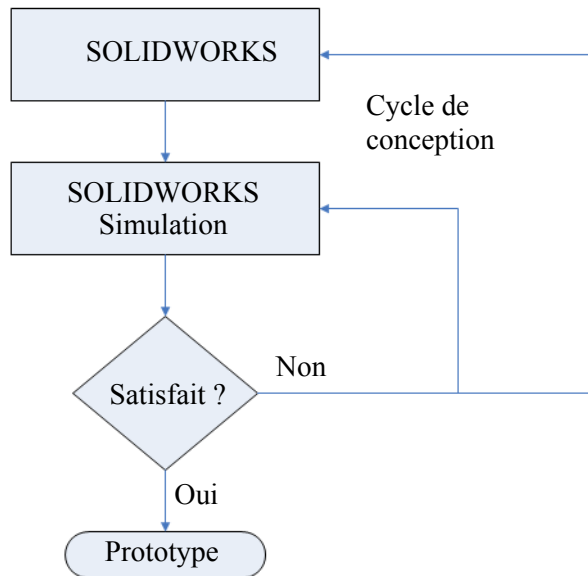 SOLIDWORKS
Cycle de
conception
SOLIDWORKS
Simulation
Satisfait ?
Non
Oui
Prototype